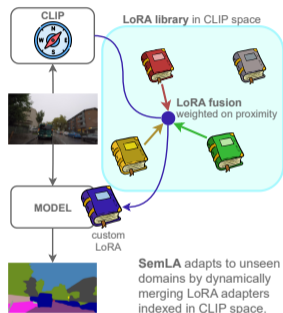 CLIP
N
W E
S
LoRA library in CLIP space
LoRA fusion
weighted on proximity
MODEL
custom
LoRA
SemLA adapts to unseen
domains by dynamically
merging LoRA adapters
indexed in CLIP space.